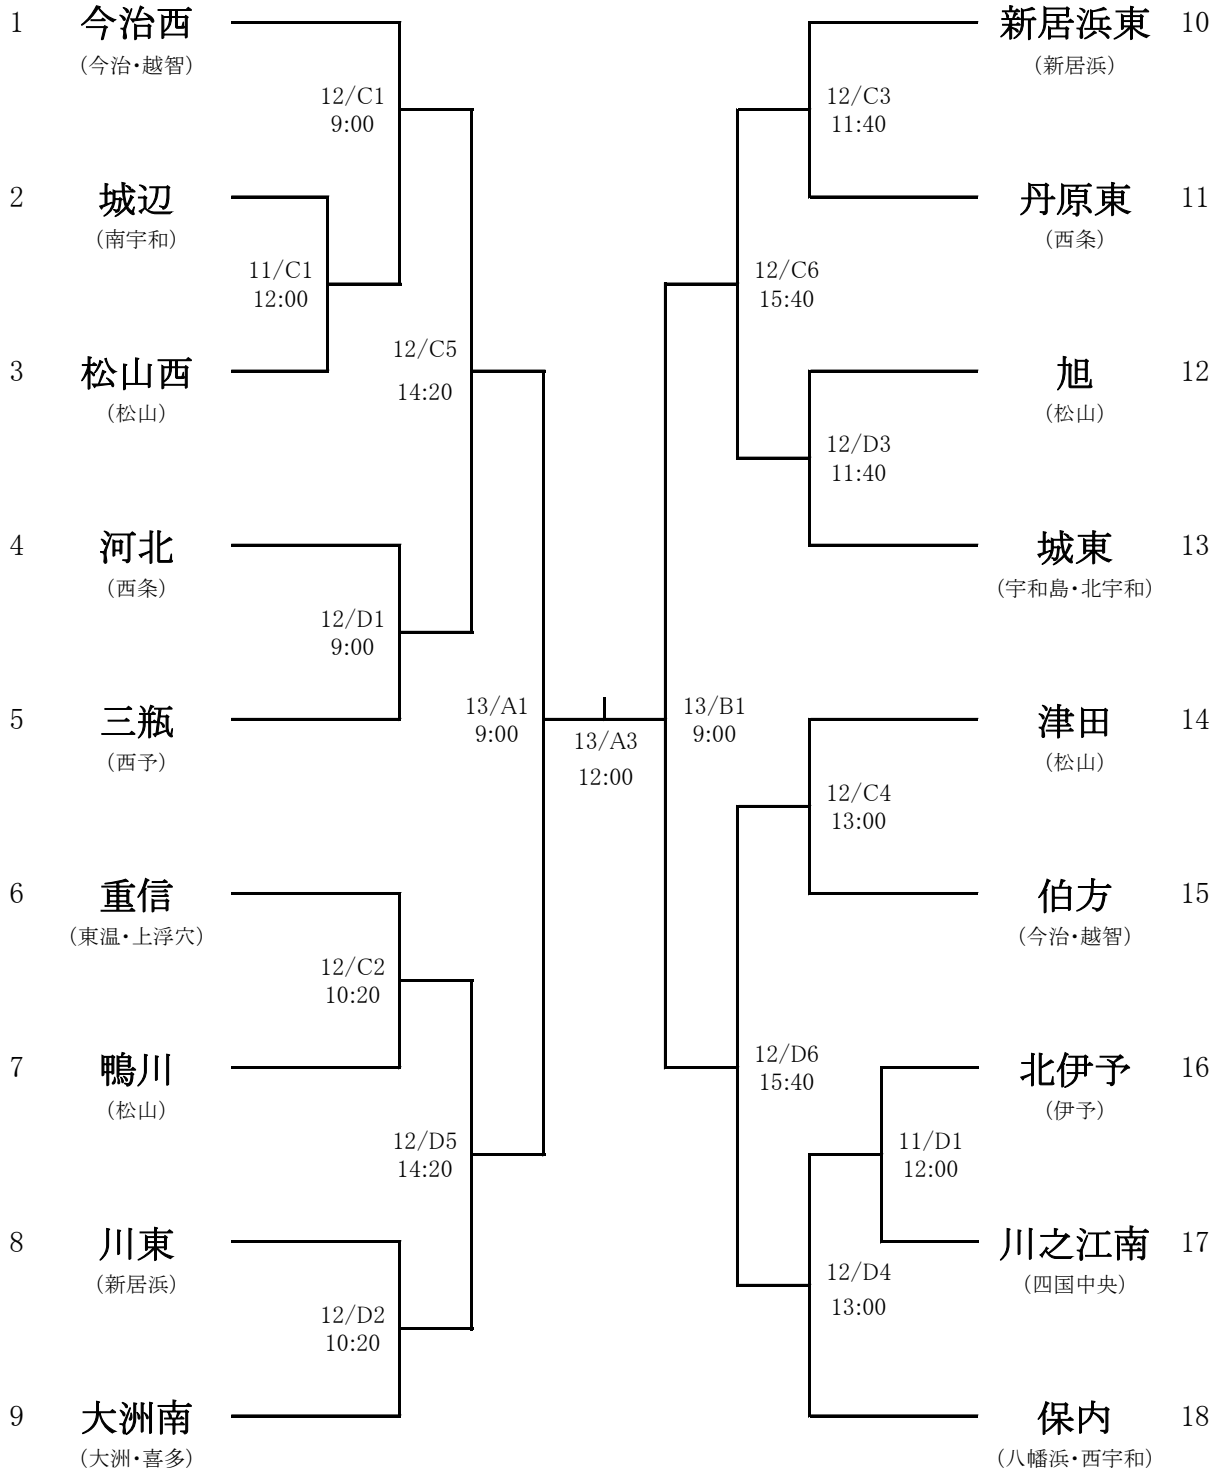 1 今治西
（今治・越智）
12/C1
9:00
2 城辺
（南宇和）
11/C1
12:00
3 松山西
（松山）
12/C5
14:20
4 河北
（西条）
12/D1
9:00
5 三瓶
（西予）
13/A1
9:00
6 重信
（東温・上浮穴）
12/C2
10:20
7 鴨川
（松山）
12/D5
14:20
8 川東
（新居浜）
12/D2
10:20
9 大洲南
（大洲・喜多）
13/A3
12:00
新居浜東 10
（新居浜）
12/C3
11:40
丹原東 11
（西条）
12/C6
15:40
旭 12
（松山）
12/D3
11:40
城東 13
（宇和島・北宇和）
13/B1
9:00
津田 14
（松山）
12/C4
13:00
伯方 15
（今治・越智）
12/D6
15:40
北伊予 16
（伊予）
11/D1
12:00
川之江南 17
（四国中央）
12/D4
13:00
保内 18
（八幡浜・西宇和）